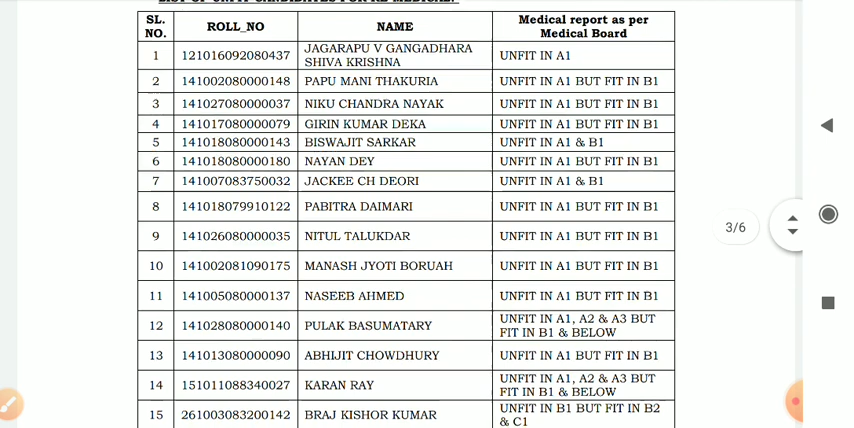 LIST OF UNFIT CANDIDATES FOR RE-MEDICAL:
SL. NO. ROLL_NO NAME Medical report as per Medical Board
1 121016092080437 JAGARAPU V GANGADHARA SHIVA KRISHNA UNFIT IN A1
2 141002080000148 PAPU MANI THAKURIA UNFIT IN A1 BUT FIT IN B1
3 141027080000037 NIKU CHANDRA NAYAK UNFIT IN A1 BUT FIT IN B1
4 141017080000079 GIRIN KUMAR DEKA UNFIT IN A1 BUT FIT IN B1
5 141018080000143 BISWAJIT SARKAR UNFIT IN A1 & B1
6 141018080000180 NAYAN DEY UNFIT IN A1 BUT FIT IN B1
7 141007083750032 JACKEE CH DEORI UNFIT IN A1 & B1
8 141018079910122 PABITRA DAIMARI UNFIT IN A1 BUT FIT IN B1
9 141026080000035 NITUL TALUKDAR UNFIT IN A1 BUT FIT IN B1
10 141002081090175 MANASH JYOTI BORUAH UNFIT IN A1 BUT FIT IN B1
11 141005080000137 NASEEB AHMED UNFIT IN A1 BUT FIT IN B1
12 141028080000140 PULAK BASUMATARY UNFIT IN A1, A2 & A3 BUT FIT IN B1 & BELOW
13 141013080000090 ABHIJIT CHOWDHURY UNFIT IN A1 BUT FIT IN B1
14 151011088340027 KARAN RAY UNFIT IN A1, A2 & A3 BUT FIT IN B1 & BELOW
15 261003083200142 BRAJ KISHOR KUMAR UNFIT IN B1 BUT FIT IN B2 & C1
3/6